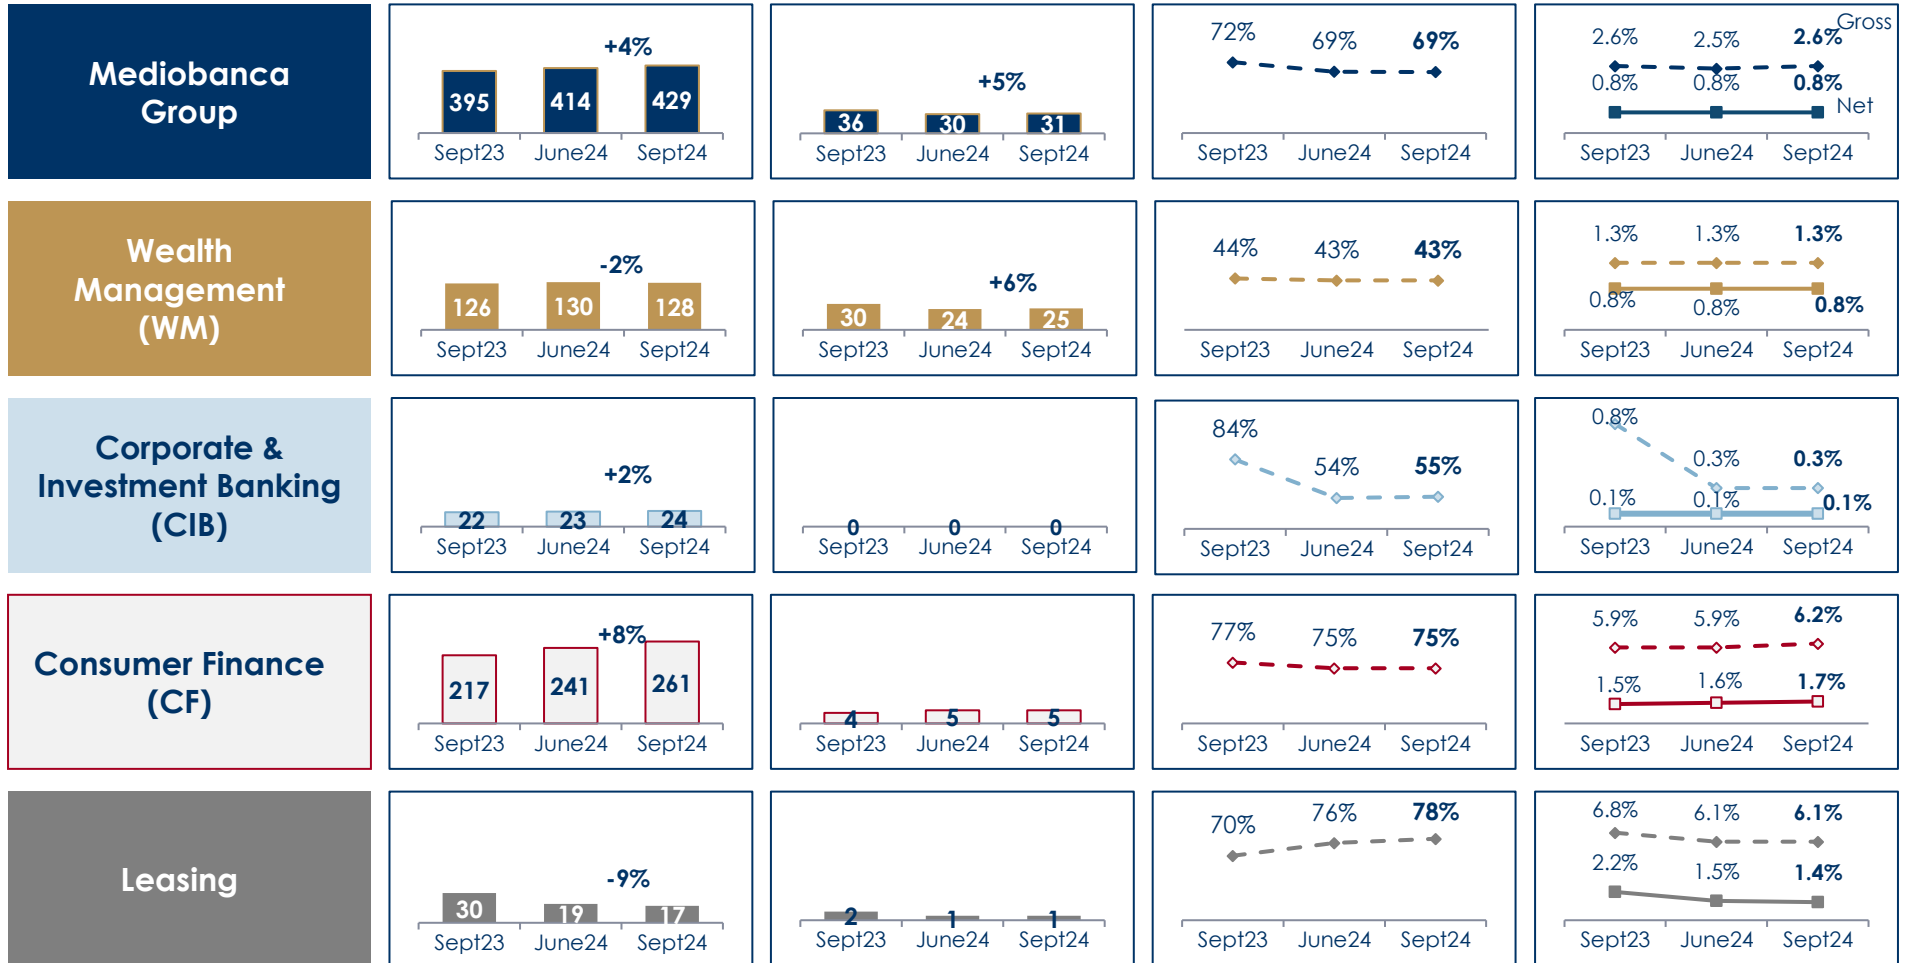 Mediobanca
Group
+4%
395 414 429
Sept23 June24 Sept24
+5%
36 30 31
Sept23 June24 Sept24
72% 69% 69%
Sept23 June24 Sept24
Gross
2.6% 2.5% 2.6%
0.8% 0.8% 0.8%
Net
Sept23 June24 Sept24
Wealth
Management
(WM)
-2%
126 130 128
Sept23 June24 Sept24
+6%
30 24 25
Sept23 June24 Sept24
44% 43% 43%
Sept23 June24 Sept24
1.3% 1.3% 1.3%
0.8% 0.8% 0.8%
Sept23 June24 Sept24
Corporate &
Investment Banking
(CIB)
+2%
22 23 24
Sept23 June24 Sept24
0 0 0
Sept23 June24 Sept24
84% 54% 55%
Sept23 June24 Sept24
0.8% 0.3% 0.3%
0.1% 0.1% 0.1%
Sept23 June24 Sept24
Consumer Finance
(CF)
+8%
217 241 261
Sept23 June24 Sept24
4 5 5
Sept23 June24 Sept24
77% 75% 75%
Sept23 June24 Sept24
5.9% 5.9% 6.2%
1.5% 1.6% 1.7%
Sept23 June24 Sept24
Leasing
-9%
30 19 17
Sept23 June24 Sept24
2 1 1
Sept23 June24 Sept24
70% 76% 78%
Sept23 June24 Sept24
6.8% 6.1% 6.1%
2.2% 1.5% 1.4%
Sept23 June24 Sept24